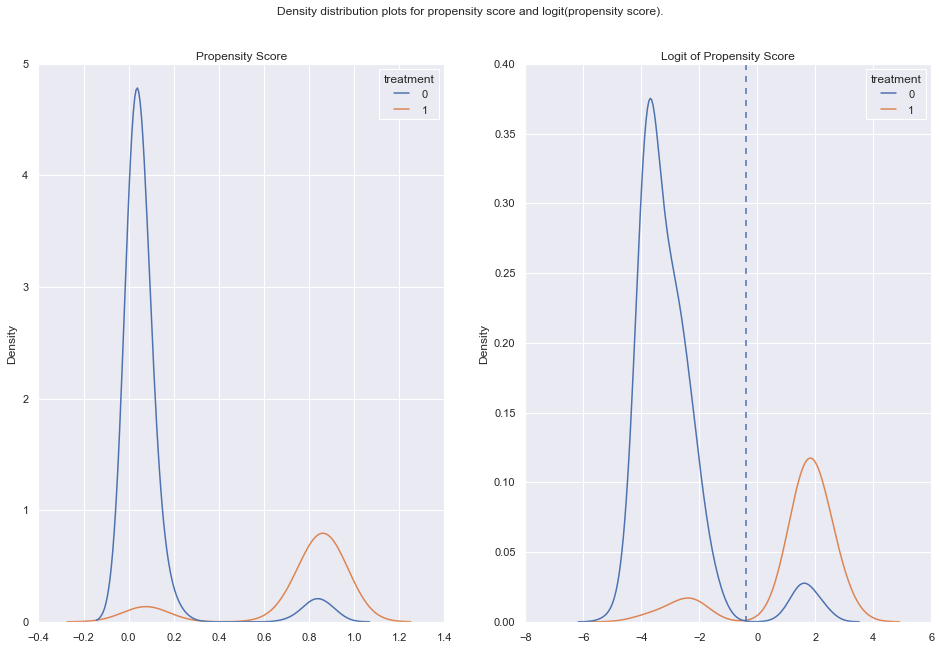 Density distribution plots for propensity score and logit(propensity score).
Propensity Score
treatment
0
1
5
4
3
2
1
0
Density
−0.4 −0.2 0.0 0.2 0.4 0.6 0.8 1.0 1.2 1.4
Logit of Propensity Score
treatment
0
1
0.40
0.35
0.30
0.25
0.20
0.15
0.10
0.05
0.00
Density
−8 −6 −4 −2 0 2 4 6